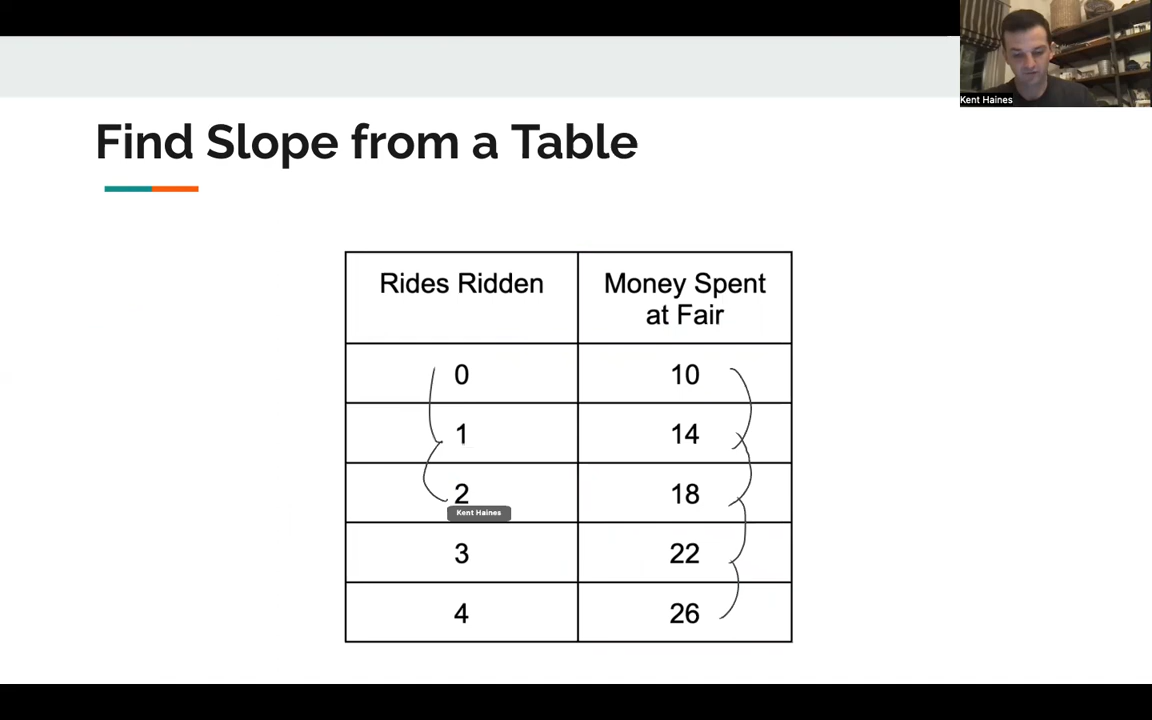 Kent Haines
Find Slope from a Table
Rides Ridden Money Spent
at Fair
0 10
1 14
2 18
Kent Haines
3 22
4 26